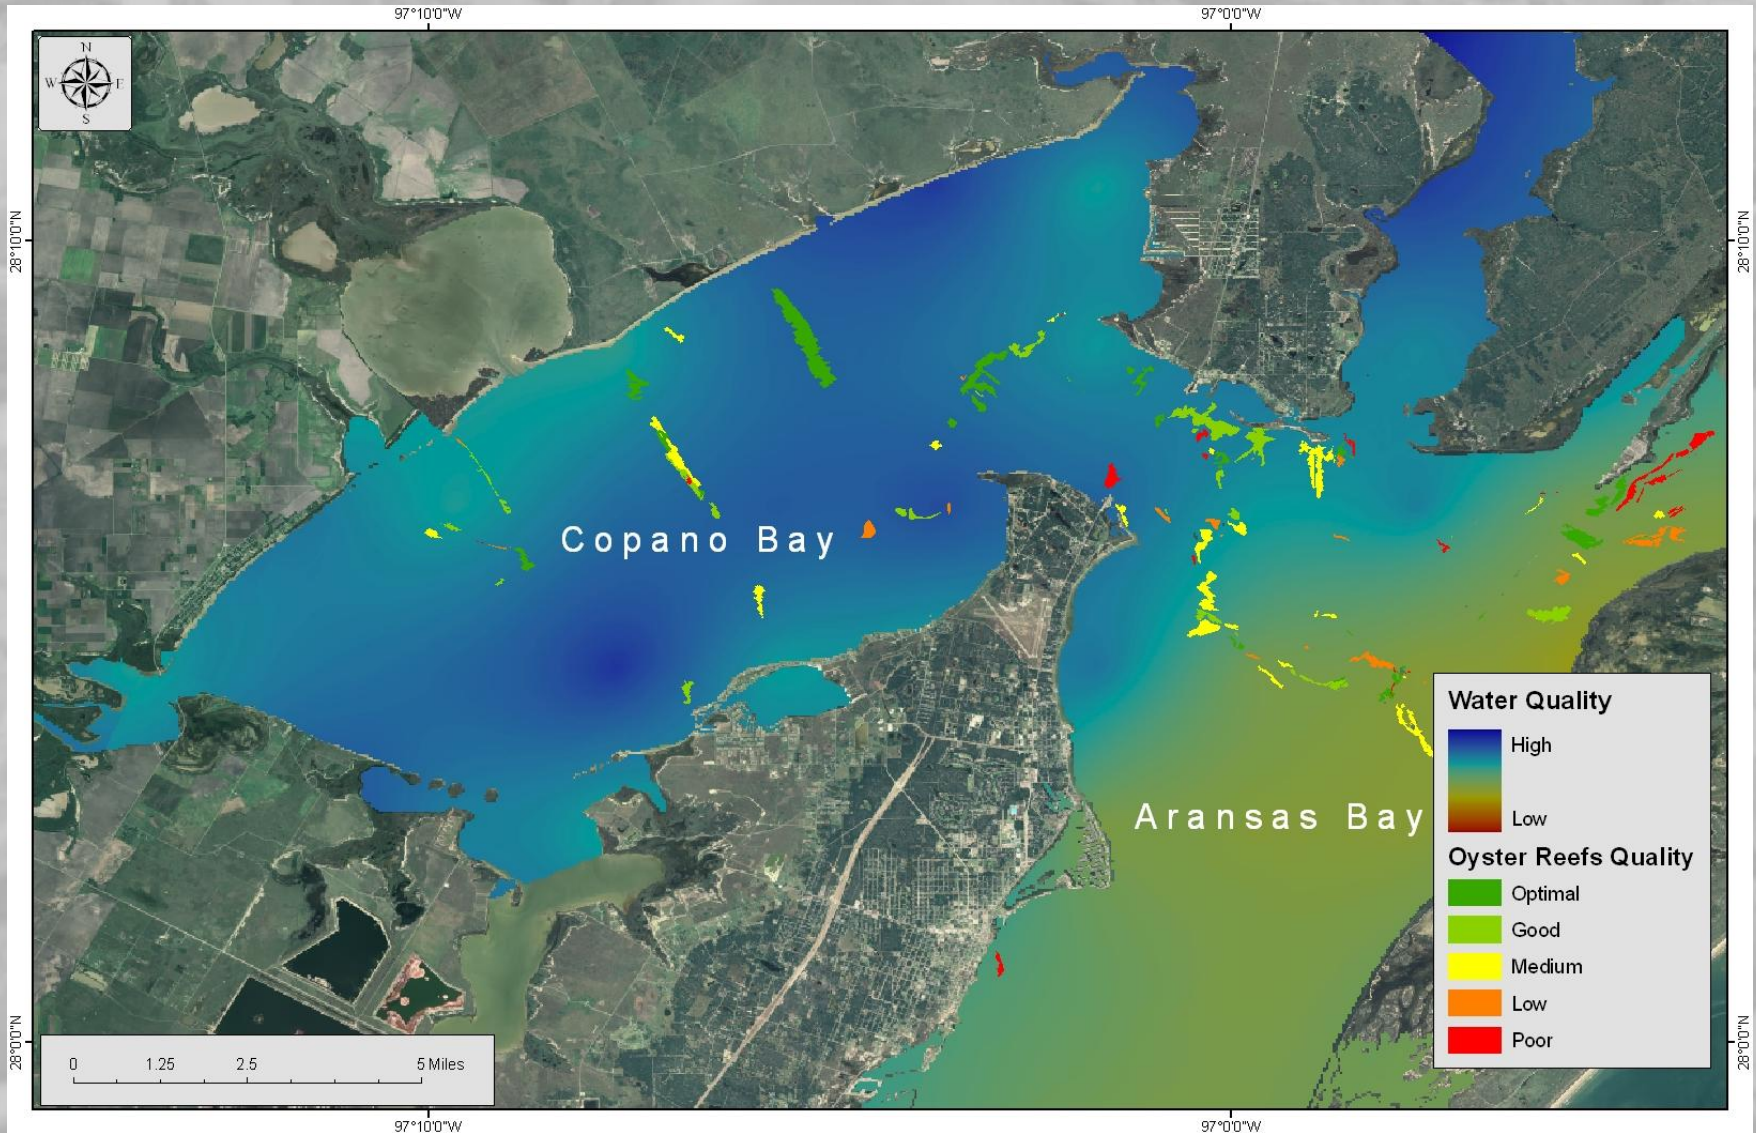 97°10'0"W 97°0'0"W
N
W E
S
28°10'0"N 28°10'0"N
Copano Bay
Water Quality
High
Aransas Bay
Low
Oyster Reefs Quality
Optimal
Good
Medium
Low
Poor
28°0'0"N 28°0'0"N
0 1.25 2.5 5 Miles
97°10'0"W 97°0'0"W